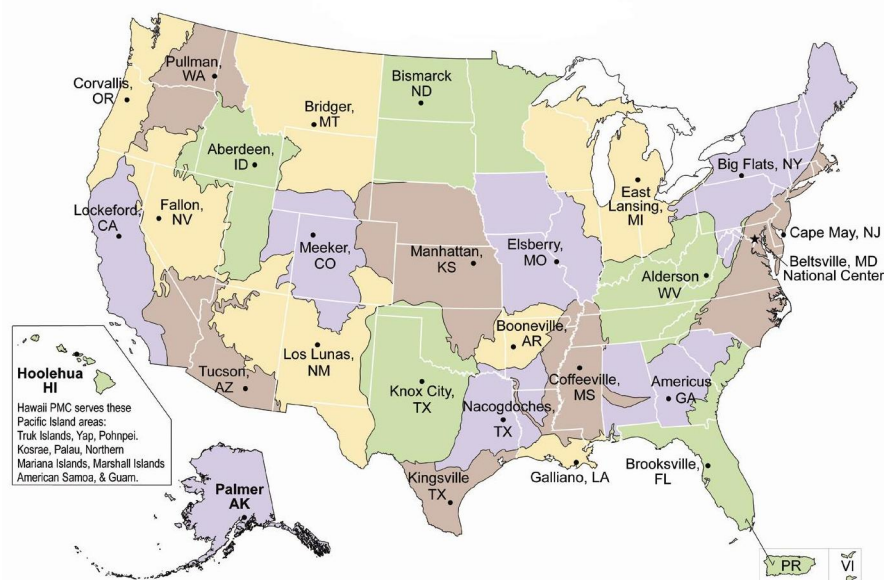 Pullman,
WA
Corvallis,
OR
Bridger,
MT
Bismarck
ND
Aberdeen,
ID
Big Flats, NY
East
Lansing,
MI
Lockeford,
CA
Fallon,
NV
Meeker,
CO
Manhattan,
KS
Elsberry,
MO
Cape May, NJ
Beltsville, MD
National Center
Alderson
WV
Booneville,
AR
Los Lunas,
NM
Tucson,
AZ
Knox City,
TX
Nacogdoches,
TX
Coffeeville,
MS
Americus
GA
Kingsville
TX
Galliano, LA
Brooksville,
FL
Hoolehua
HI
Hawaii PMC serves these
Pacific Island areas:
Truk Islands, Yap, Pohnpei.
Kosrae, Palau, Northern
Mariana Islands, Marshall Islands
American Samoa, & Guam.
Palmer
AK
PR
VI